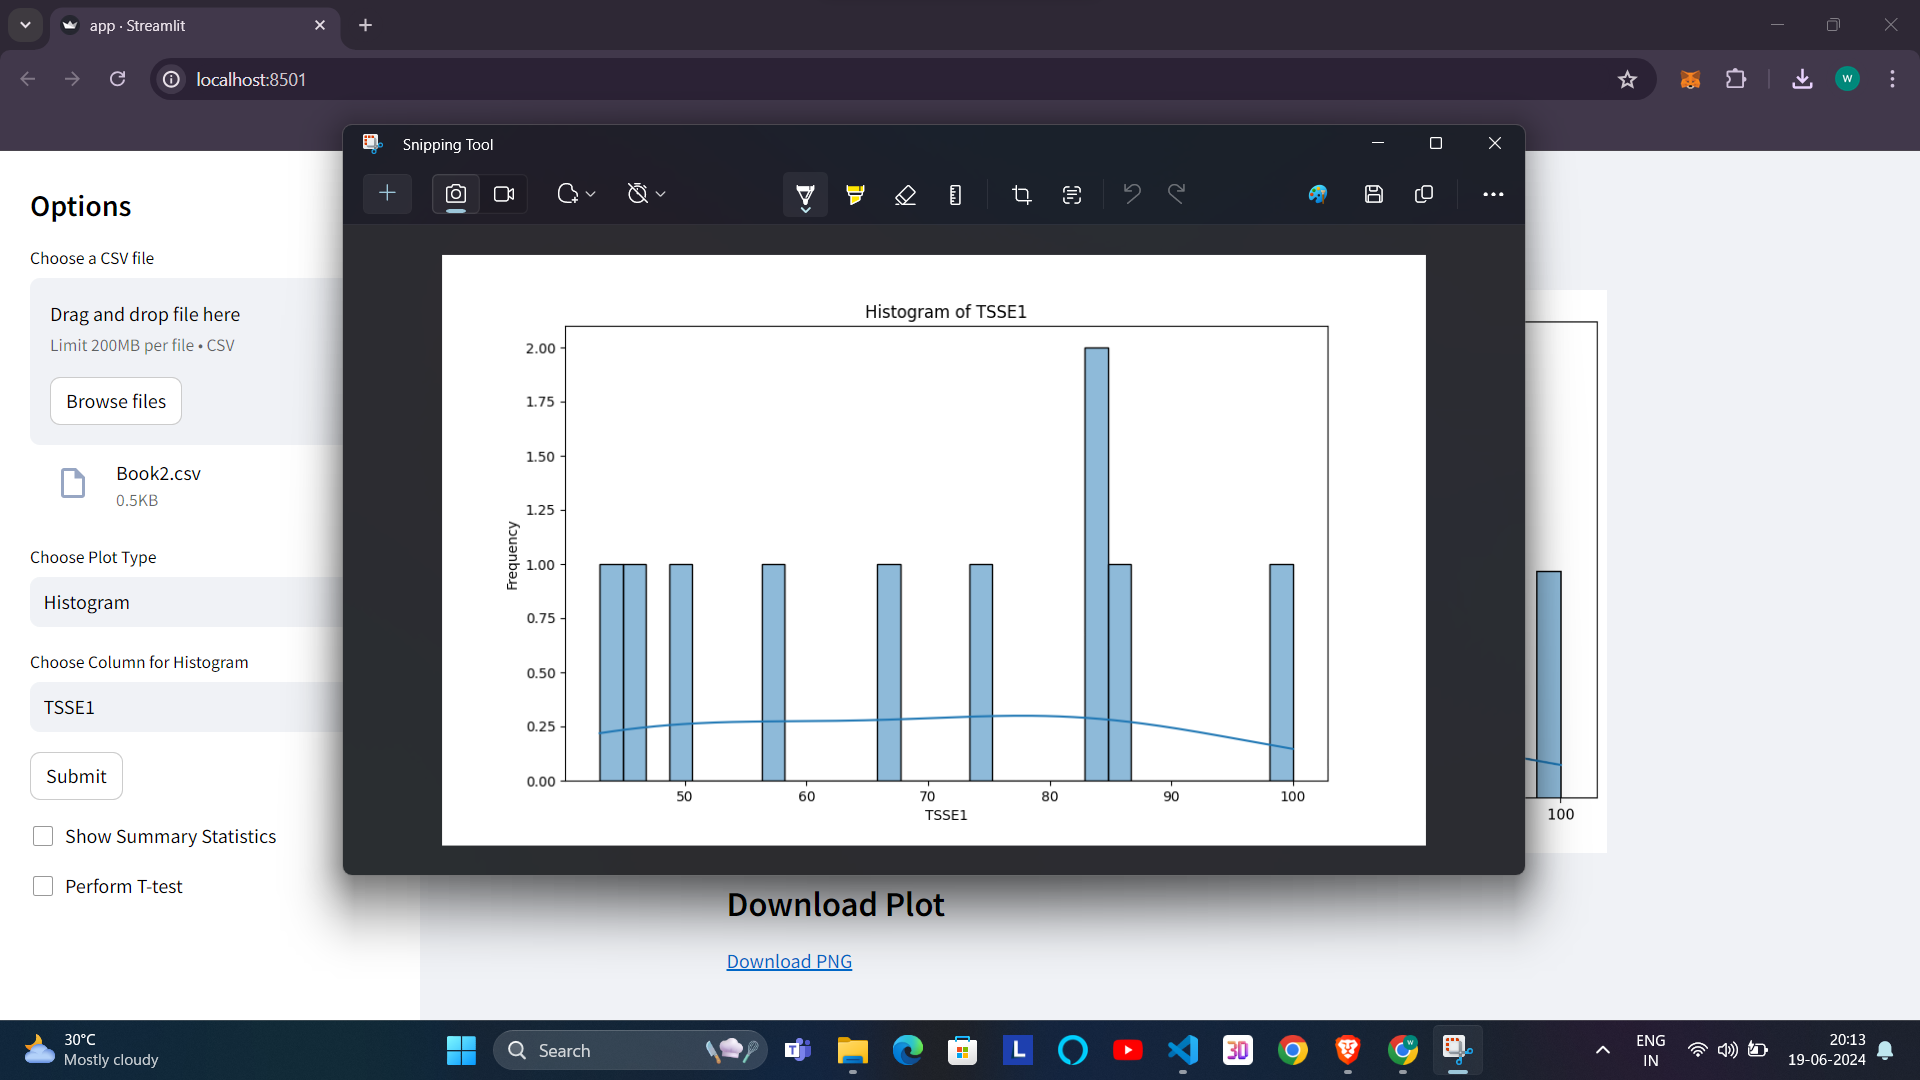 app · Streamlit
localhost:8501
W
Snipping Tool
Options
Choose a CSV file
Drag and drop file here
Limit 200MB per file • CSV
Browse files
Book2.csv
0.5KB
Choose Plot Type
Histogram
Choose Column for Histogram
TSSE1
Submit
Show Summary Statistics
Perform T-test
Histogram of TSSE1
Frequency
2.00
1.75
1.50
1.25
1.00
0.75
0.50
0.25
0.00
50 60 70 80 90 100
TSSE1
100
Download Plot
Download PNG
30°C
Mostly cloudy
Search
T
L
30
W
ENG
IN
20:13
19-06-2024